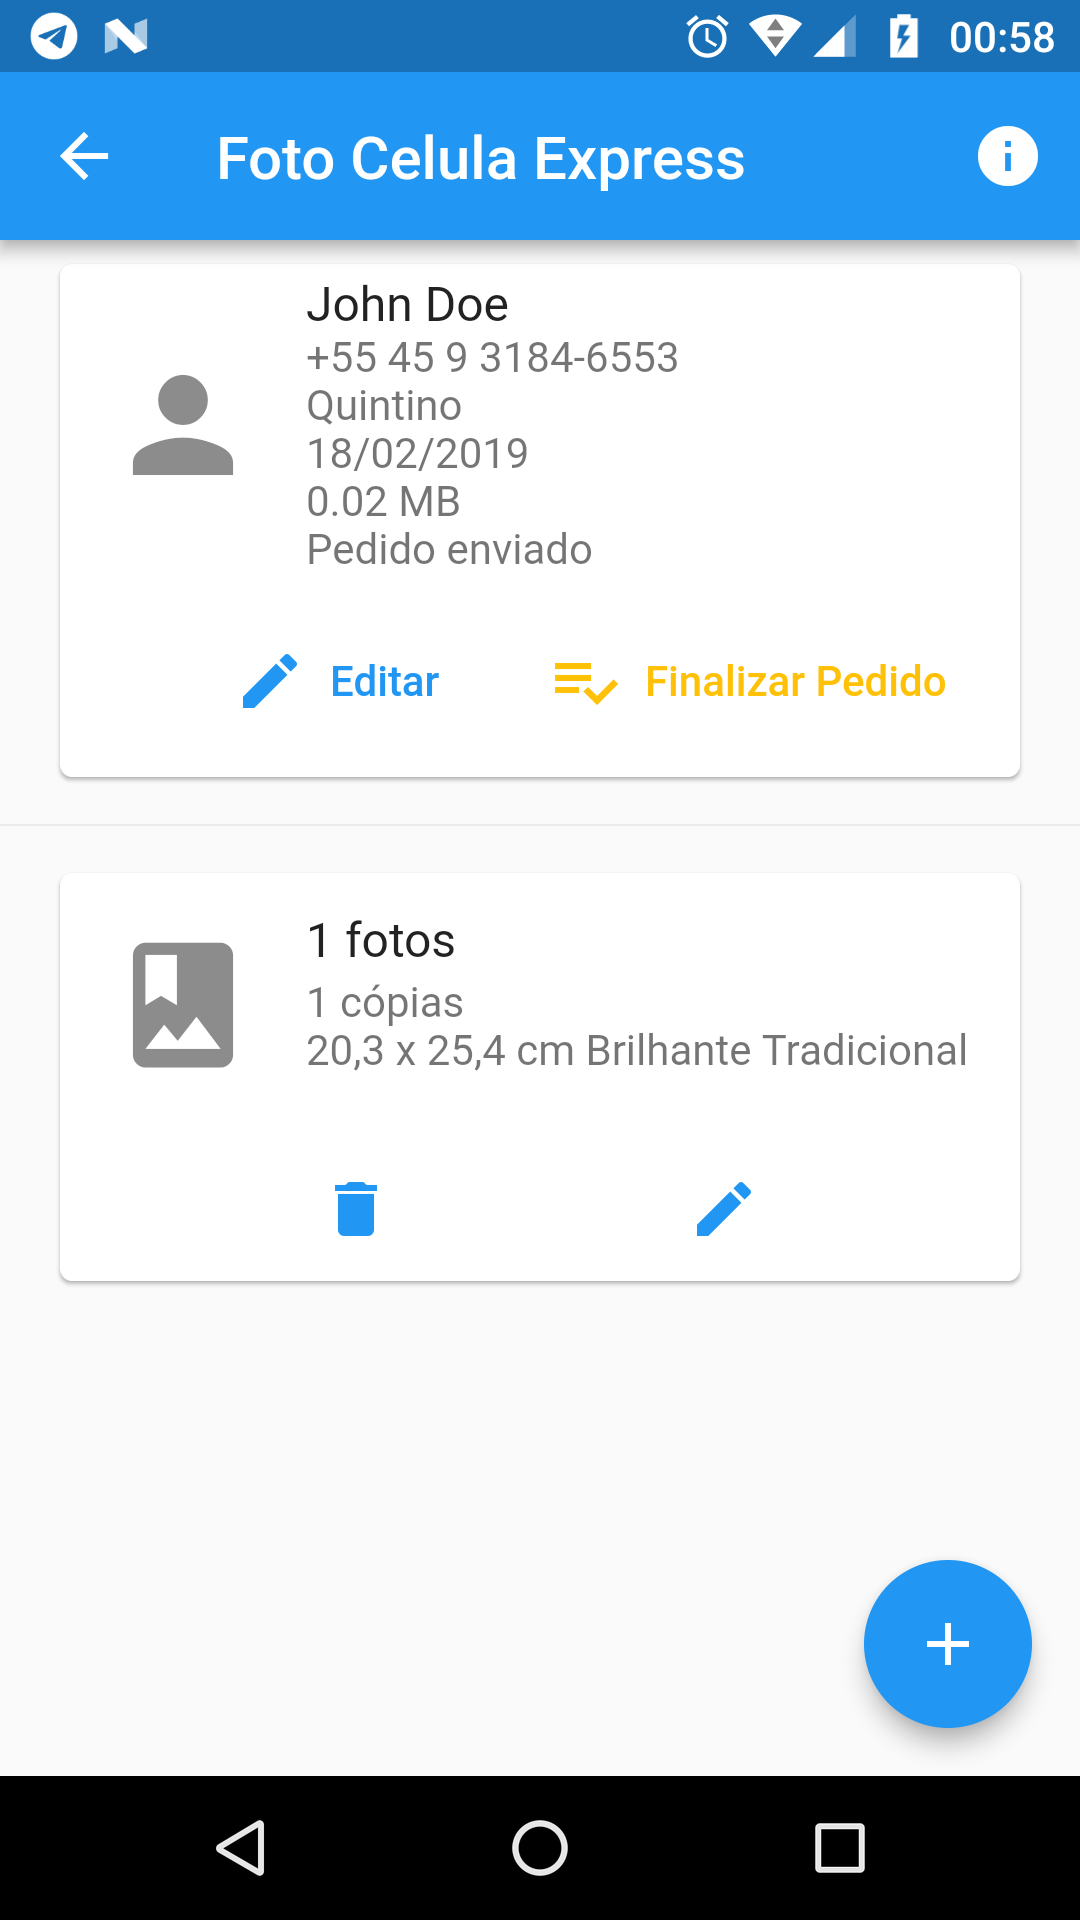 00:58
Foto Celula Express
John Doe
+55 45 9 3184-6553
Quintino
18/02/2019
0.02 MB
Pedido enviado
Editar
Finalizar Pedido
1 fotos
1 cópias
20,3 x 25,4 cm Brilhante Tradicional